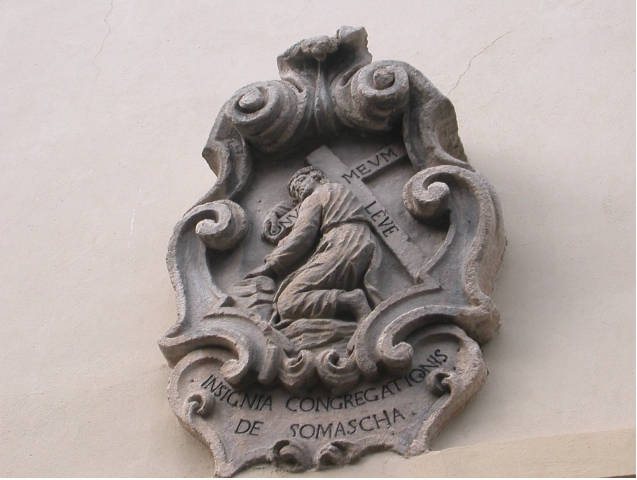 MEVM
LEVE
INSIGNIA CONGREGATIONIS
DE SOMASCHA